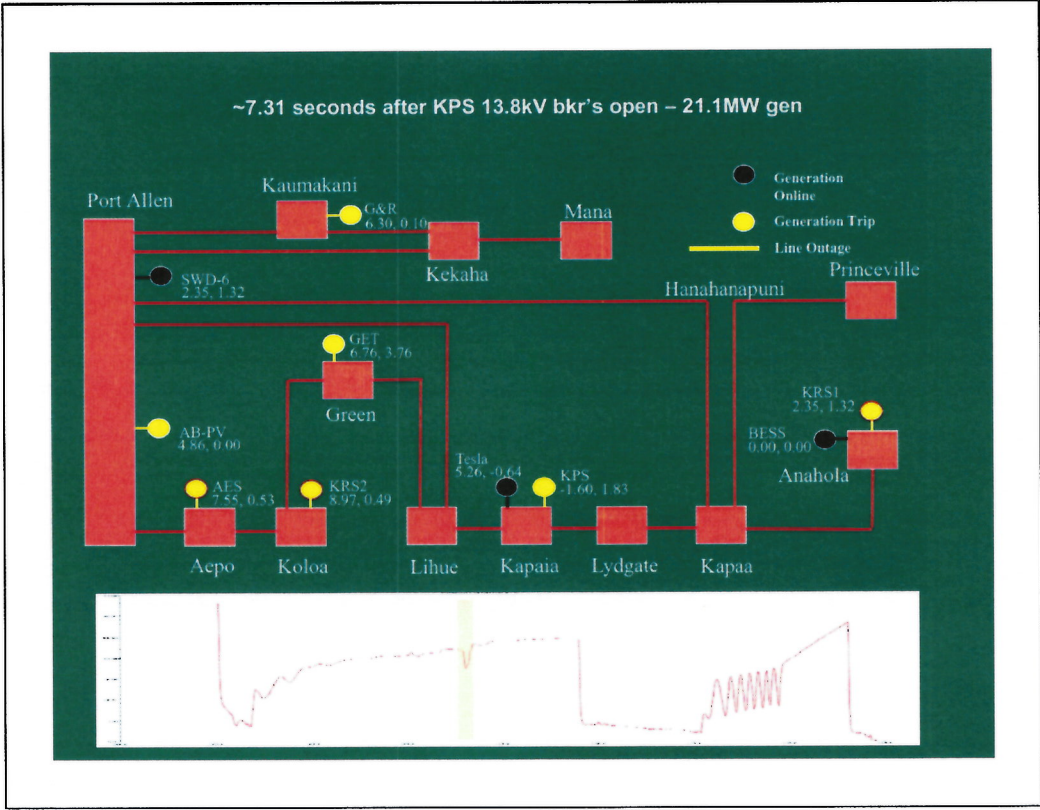 ~7.31 seconds after KPS 13.8kV bkr's open – 21.1MW gen
Generation
Online
Generation Trip
Line Outage
Port Allen
Kaumakani
G&R
6.30, 0.10
Mana
Kekaha
Princeville
Hanahanapuni
SWD-6
2.35, 1.32
GET
6.76, 3.76
Green
KRS1
2.35, 1.32
BESS
0.00, 0.00
Anahola
AB-PV
4.86, 0.00
Tesla
5.26, -0.64
KPS
-1.60, 1.83
AES
7.55, 0.53
KRS2
8.97, 0.49
Aepo
Koloa
Lihue
Kapaia
Lydgate
Kapaa